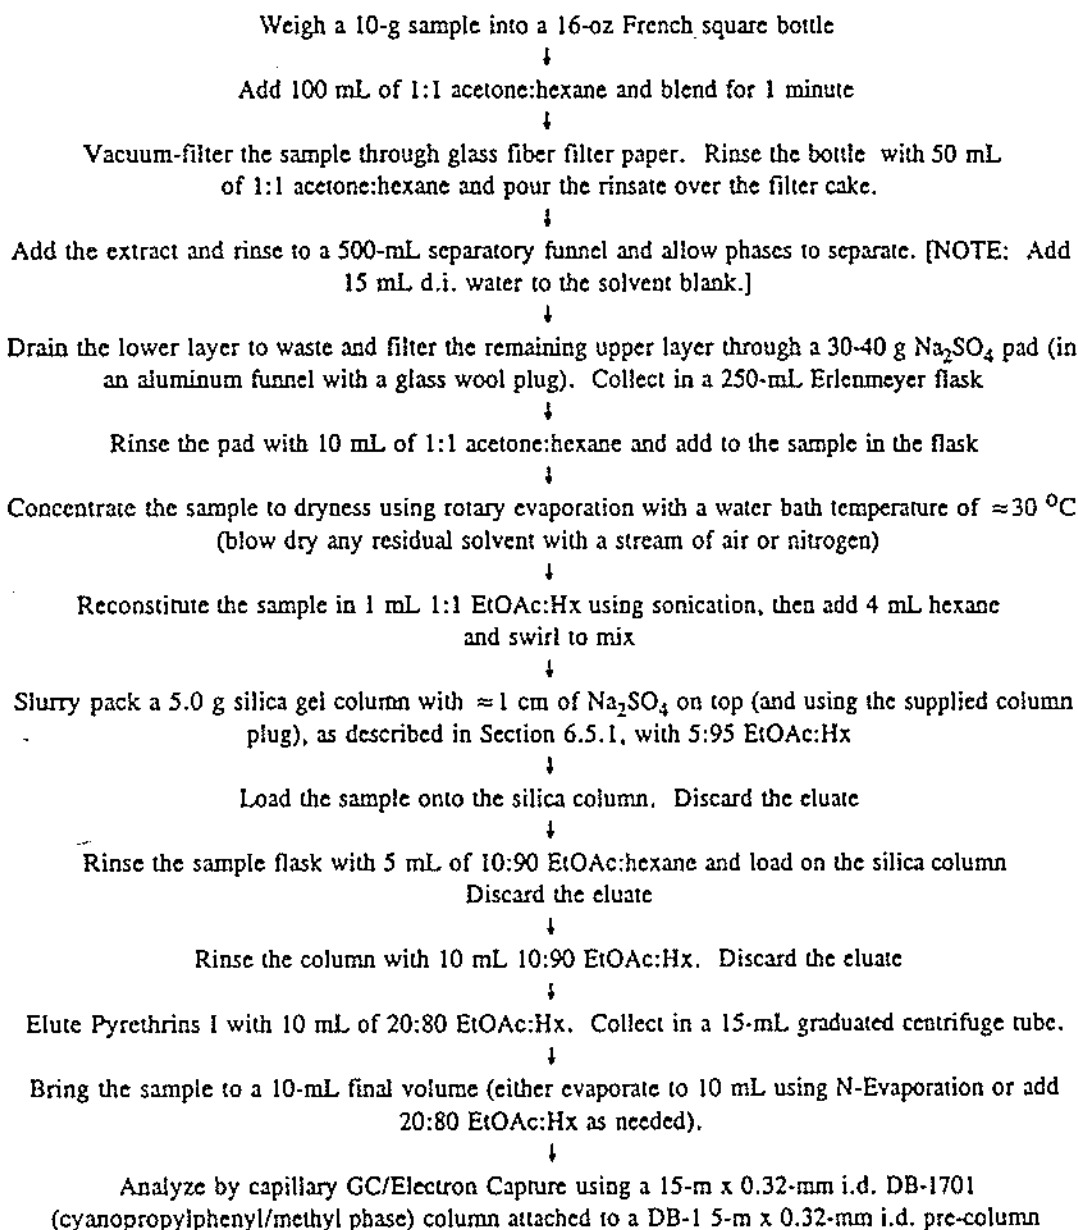 Weigh a 10-g sample into a 16-oz French square bottle
↓
Add 100 mL of 1:1 acetone:hexane and blend for 1 minute
↓
Vacuum-filter the sample through glass fiber filter paper. Rinse the bottle with 50 mL
of 1:1 acetone:hexane and pour the rinsate over the filter cake.
↓
Add the extract and rinse to a 500-mL separatory funnel and allow phases to separate. [NOTE: Add
15 mL d.i. water to the solvent blank.]
↓
Drain the lower layer to waste and filter the remaining upper layer through a 30-40 g Na₂SO₄ pad (in
an aluminum funnel with a glass wool plug). Collect in a 250-mL Erlenmeyer flask
↓
Rinse the pad with 10 mL of 1:1 acetone:hexane and add to the sample in the flask
↓
Concentrate the sample to dryness using rotary evaporation with a water bath temperature of ≈30 ºC
(blow dry any residual solvent with a stream of air or nitrogen)
↓
Reconstitute the sample in 1 mL 1:1 EtOAc:Hx using sonication, then add 4 mL hexane
and swirl to mix
↓
Slurry pack a 5.0 g silica gel column with ≈1 cm of Na₂SO₄ on top (and using the supplied column
plug), as described in Section 6.5.1, with 5:95 EtOAc:Hx
↓
Load the sample onto the silica column. Discard the eluate
↓
Rinse the sample flask with 5 mL of 10:90 EtOAc:hexane and load on the silica column
Discard the eluate
↓
Rinse the column with 10 mL 10:90 EtOAc:Hx. Discard the eluate
↓
Elute Pyrethrins I with 10 mL of 20:80 EtOAc:Hx. Collect in a 15-mL graduated centrifuge tube.
↓
Bring the sample to a 10-mL final volume (either evaporate to 10 mL using N-Evaporation or add
20:80 EtOAc:Hx as needed).
↓
Analyze by capillary GC/Electron Capture using a 15-m x 0.32-mm i.d. DB-1701
(cyanopropylphenyl/methyl phase) column attached to a DB-1 5-m x 0.32-mm i.d. pre-column